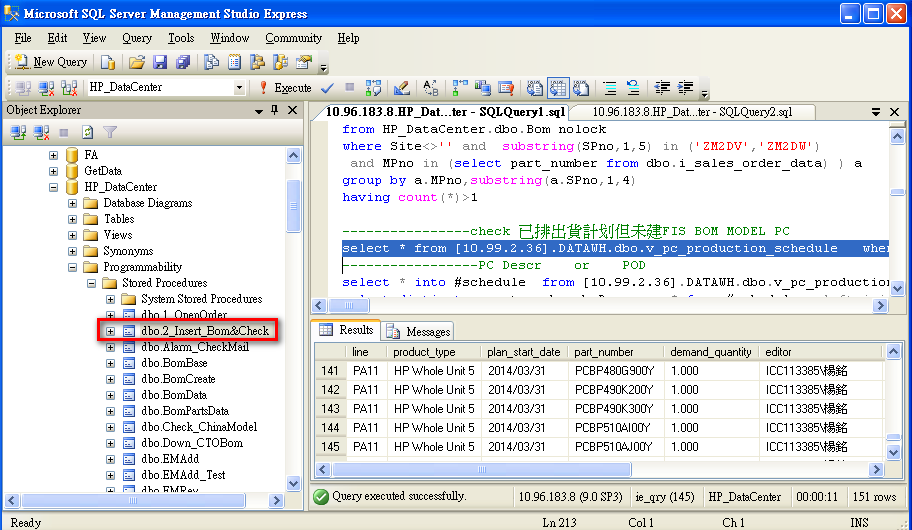 Microsoft SQL Server Management Studio Express
File Edit View Query Tools Window Community Help
New Query
HP_DataCenter Execute
Object Explorer
FA
GetData
HP_DataCenter
Database Diagrams
Tables
Views
Synonyms
Programmability
Stored Procedures
System Stored Procedures
dbo.1_OpenOrder
dbo.2_Insert_Bom&Check
dbo.Alarm_CheckMail
dbo.BomBase
dbo.BomCreate
dbo.BomData
dbo.BomPartsData
dbo.Check_ChinaModel
dbo.Down_CTOBom
dbo.EMAdd
dbo.EMAdd_Test
10.96.183.8.HP_Dat...ter - SQLQuery1.sql 10.96.183.8.HP_Dat...ter - SQLQuery2.sql
from HP_DataCenter.dbo.Bom nolock
where Site<>'' and substring(SPno,1,5) in ('ZM2DV','ZM2DW')
and MPno in (select part_number from dbo.i_sales_order_data) ) a
group by a.MPno,substring(a.SPno,1,4)
having count(*)>1
-----------------check 已排出貨計划但未建FIS BOM MODEL PC
select * from [10.99.2.36].DATAWH.dbo.v_pc_production_schedule whe
------------------PC Descr or POD
select * into #schedule from [10.99.2.36].DATAWH.dbo.v_pc_production
Results Messages
line product_type plan_start_date part_number demand_quantity editor
141 PA11 HP Whole Unit 5 2014/03/31 PCBP480G900Y 1.000 ICC113385\楊銘
142 PA11 HP Whole Unit 5 2014/03/31 PCBP490K200Y 1.000 ICC113385\楊銘
143 PA11 HP Whole Unit 5 2014/03/31 PCBP490K300Y 1.000 ICC113385\楊銘
144 PA11 HP Whole Unit 5 2014/03/31 PCBP510AI00Y 1.000 ICC113385\楊銘
145 PA11 HP Whole Unit 5 2014/03/31 PCBP510AJ00Y 1.000 ICC113385\楊銘
Query executed successfully. 10.96.183.8 (9.0 SP3) ie_qry (145) HP_DataCenter 00:00:11 151 rows
Ready Ln 213 Col 1 Ch 1 INS